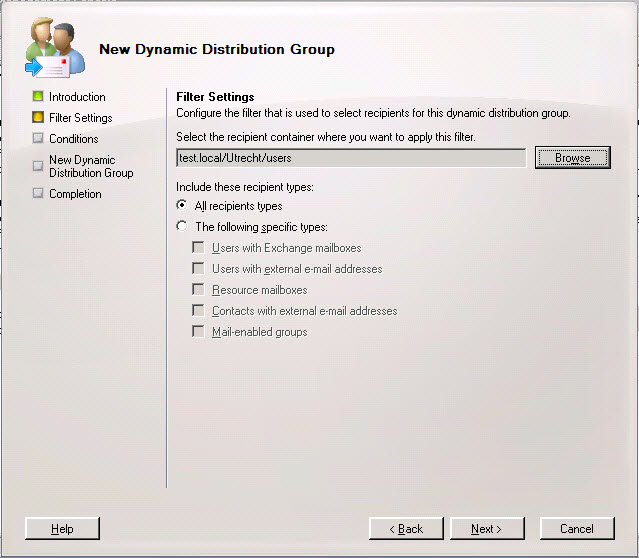 New Dynamic Distribution Group
Introduction
Filter Settings
Conditions
New Dynamic
Distribution Group
Completion
Filter Settings
Configure the filter that is used to select recipients for this dynamic distribution group.
Select the recipient container where you want to apply this filter.
test.local/Utrecht/users
Browse
Include these recipient types:
All recipients types
The following specific types:
Users with Exchange mailboxes
Users with external e-mail addresses
Resource mailboxes
Contacts with external e-mail addresses
Mail-enabled groups
Help
< Back
Next >
Cancel